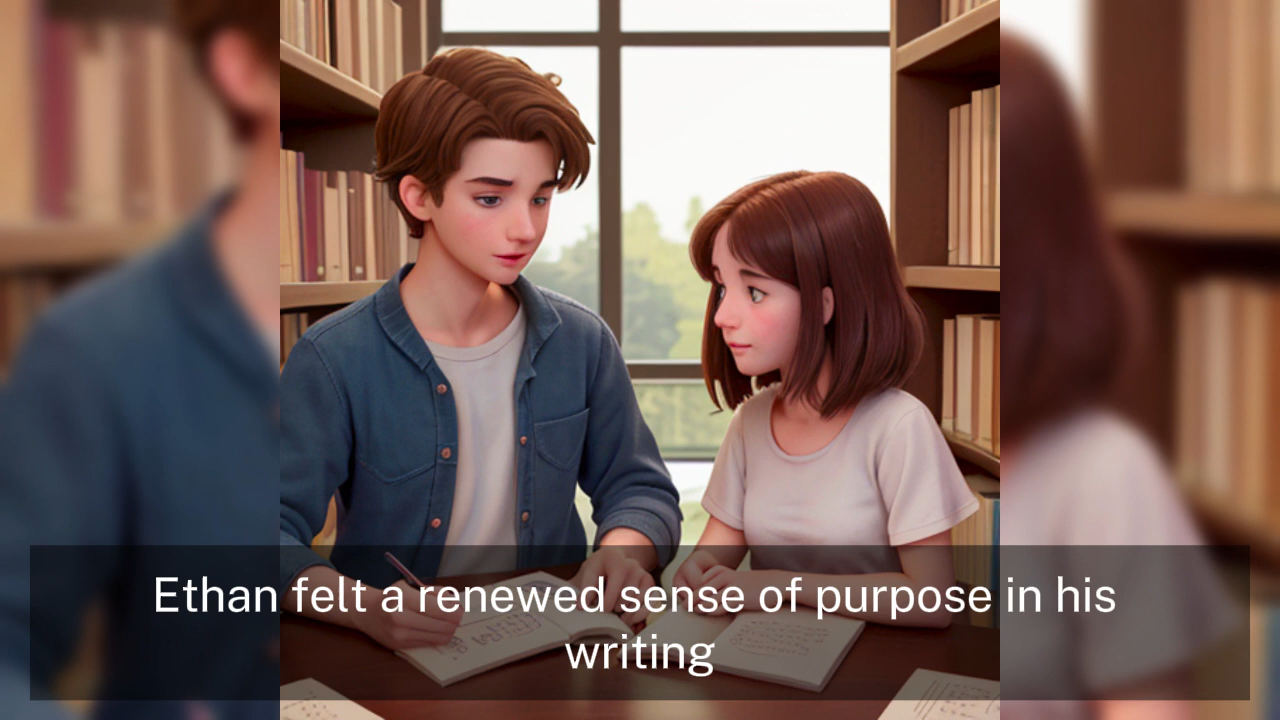 Ethan felt a renewed sense of purpose in his
writing